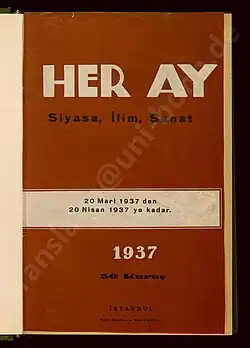 HER AY
Siyasa, İlim, Sanat
20 Mart 1937 den
20 Nisan 1937 ye kadar.
1937
50 Kuruş
İSTANBUL